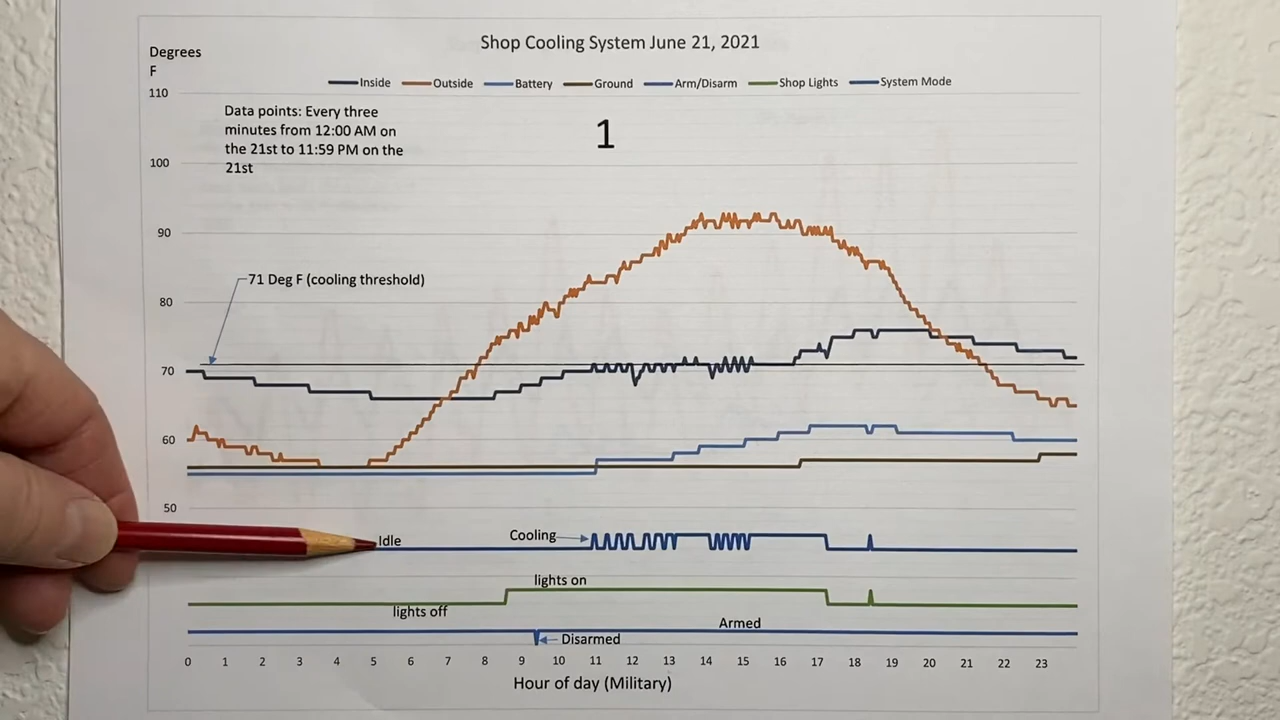 Shop Cooling System June 21, 2021
Degrees
F
Inside Outside Battery Ground Arm/Disarm Shop Lights System Mode
110
Data points: Every three
minutes from 12:00 AM on
the 21st to 11:59 PM on the
21st
1
100
90
71 Deg F (cooling threshold)
80
70
60
50
Idle
Cooling
lights on
lights off
Armed
Disarmed
0 1 2 3 4 5 6 7 8 9 10 11 12 13 14 15 16 17 18 19 20 21 22 23
Hour of day (Military)